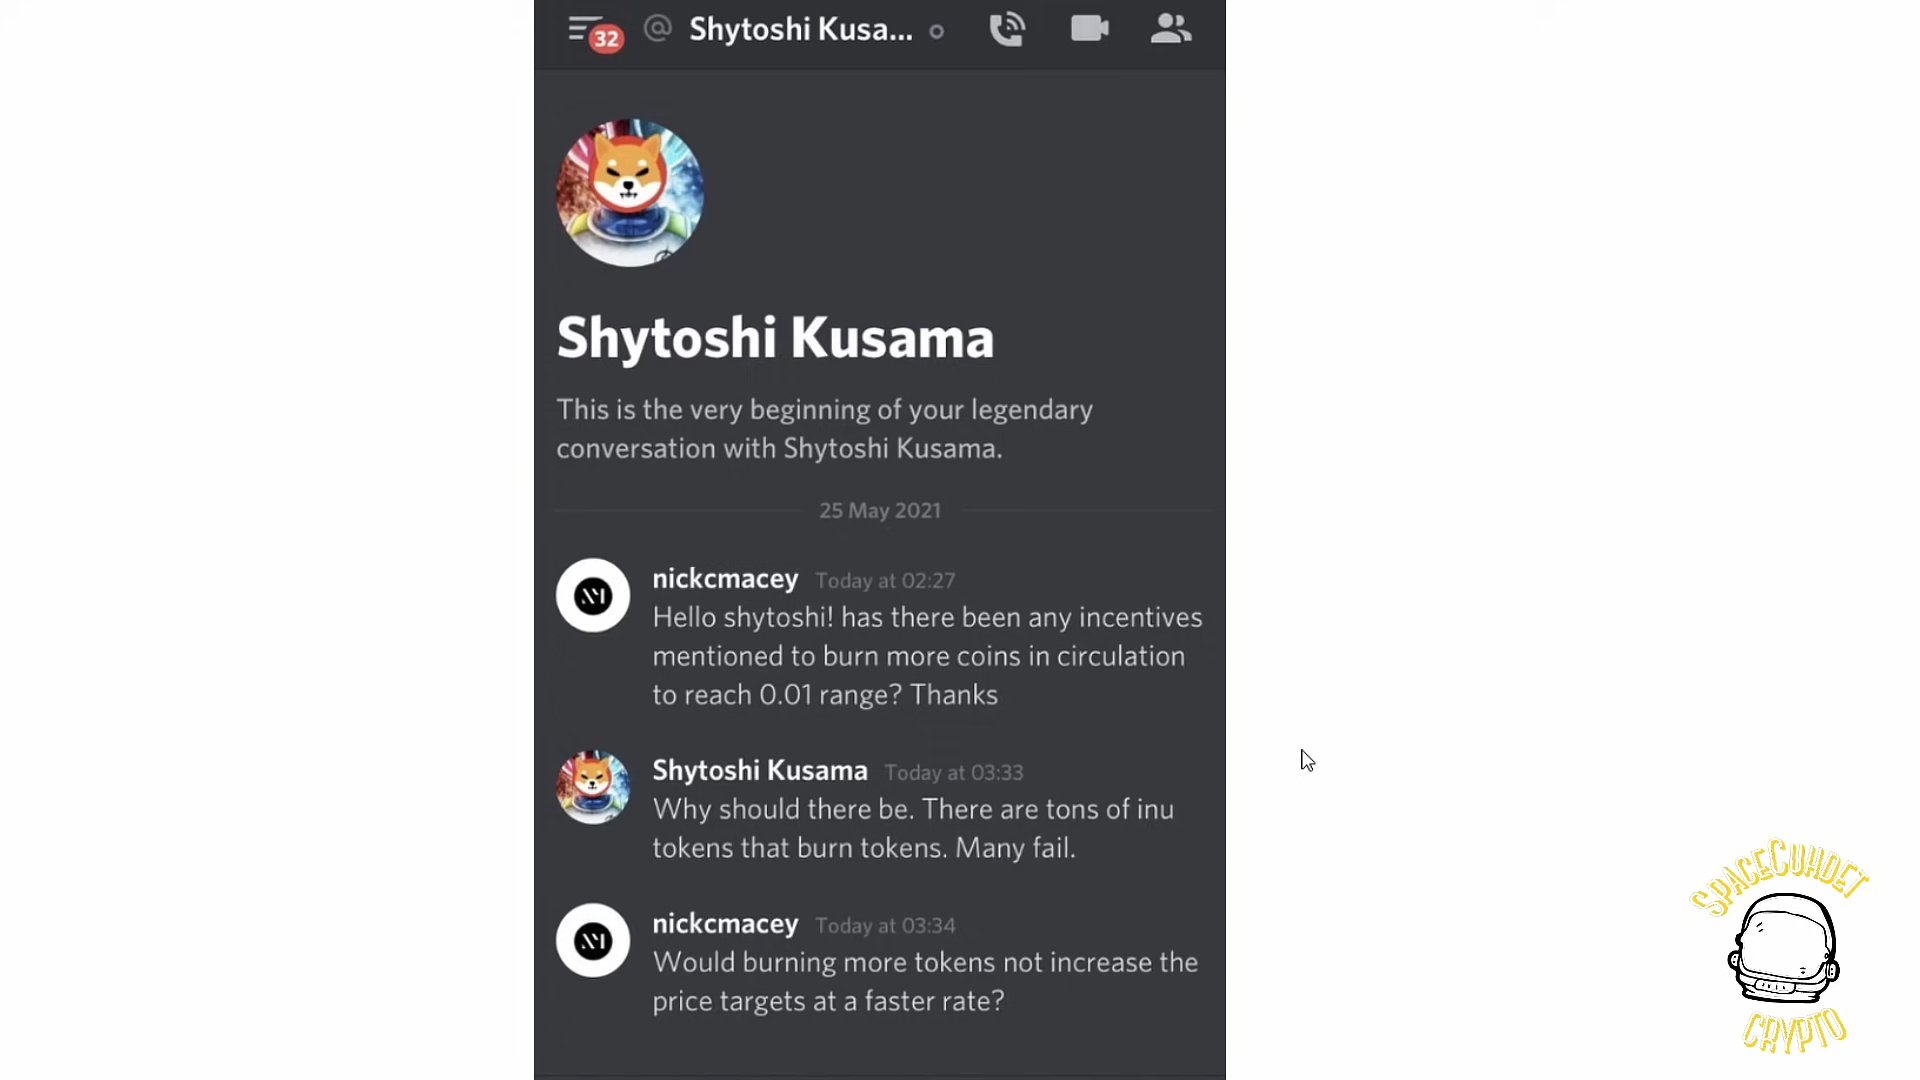 32 @ Shytoshi Kusa...
Shytoshi Kusama
This is the very beginning of your legendary
conversation with Shytoshi Kusama.
25 May 2021
nickcmacey Today at 02:27
Hello shytoshi! has there been any incentives
mentioned to burn more coins in circulation
to reach 0.01 range? Thanks
Shytoshi Kusama Today at 03:33
Why should there be. There are tons of inu
tokens that burn tokens. Many fail.
nickcmacey Today at 03:34
Would burning more tokens not increase the
price targets at a faster rate?
SPACECUHDET
CRYPTO